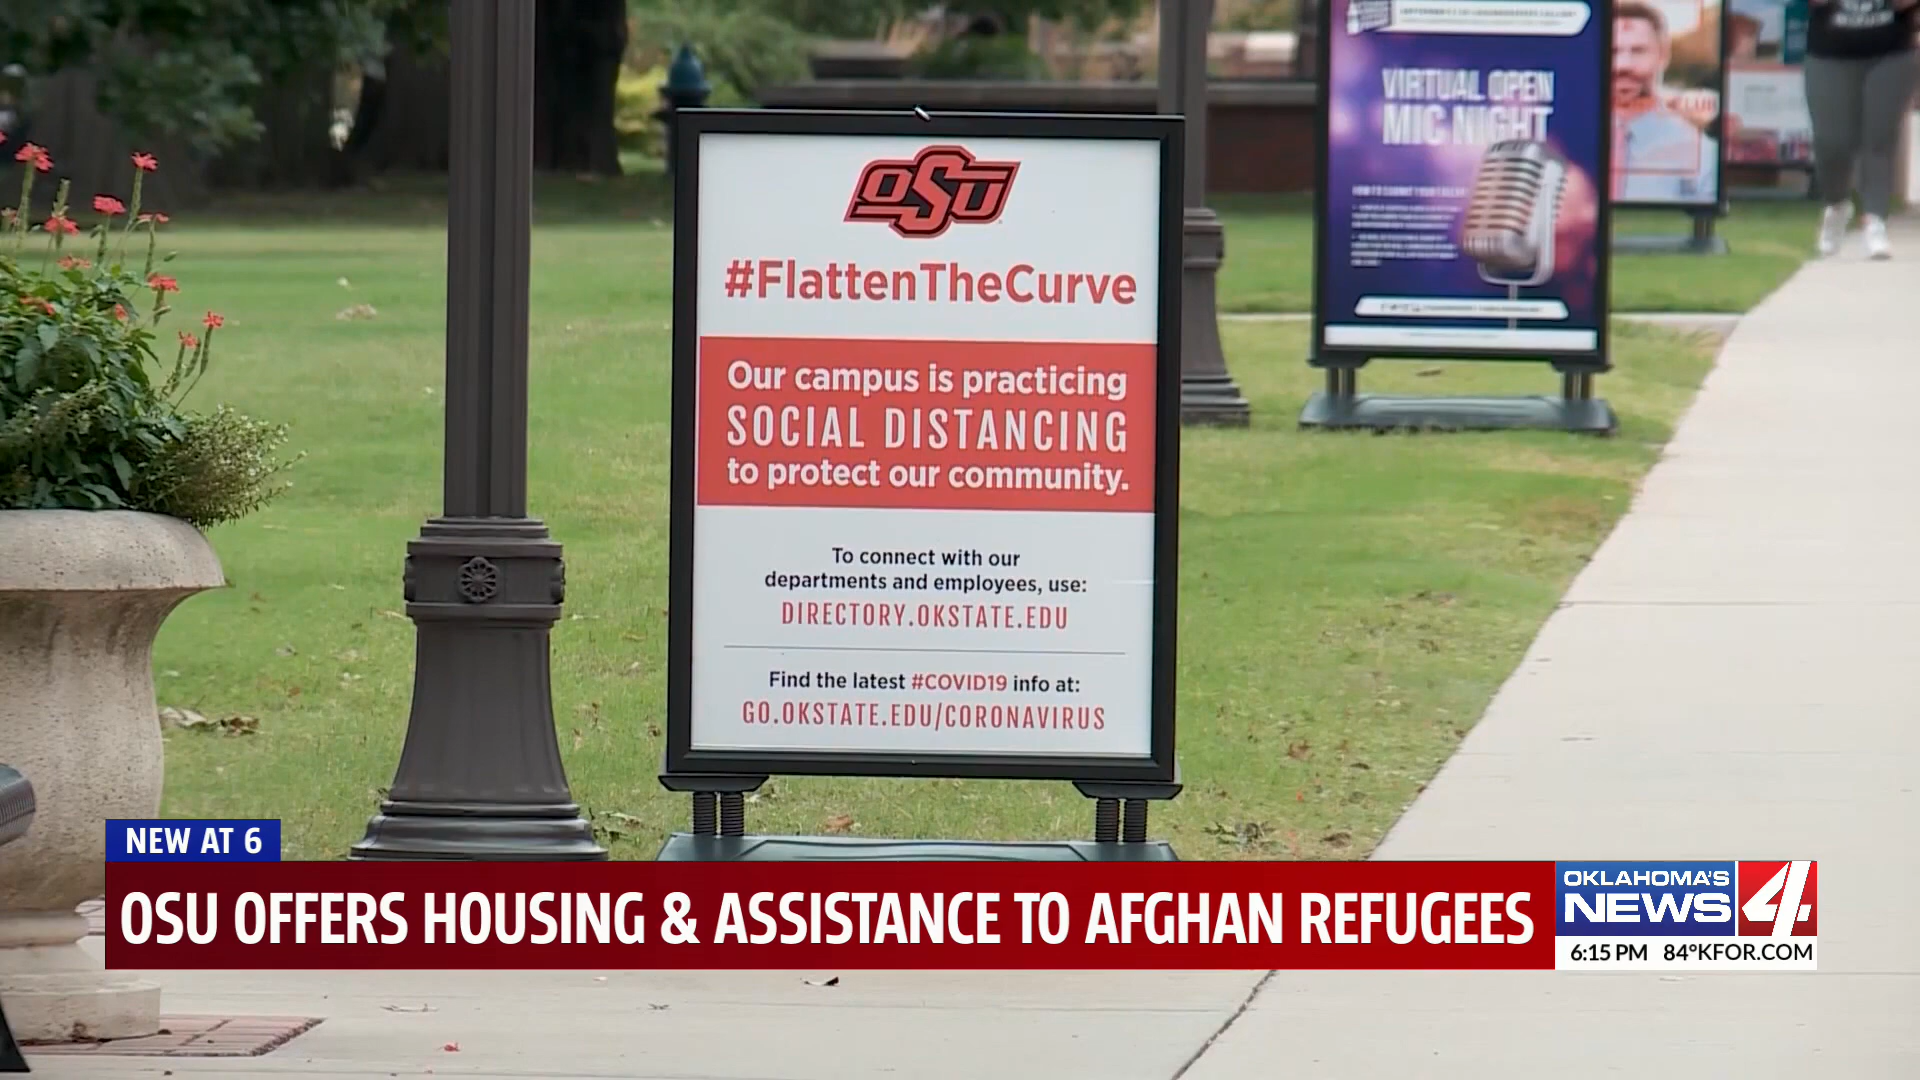 OSU
#FlattenTheCurve
Our campus is practicing
SOCIAL DISTANCING
to protect our community.
To connect with our
departments and employees, use:
DIRECTORY.OKSTATE.EDU
Find the latest #COVID19 info at:
GO.OKSTATE.EDU/CORONAVIRUS
VIRTUAL OPEN
MIC NIGHT
NEW AT 6
OSU OFFERS HOUSING & ASSISTANCE TO AFGHAN REFUGEES
OKLAHOMA'S
NEWS 4
6:15 PM 84° KFOR.COM